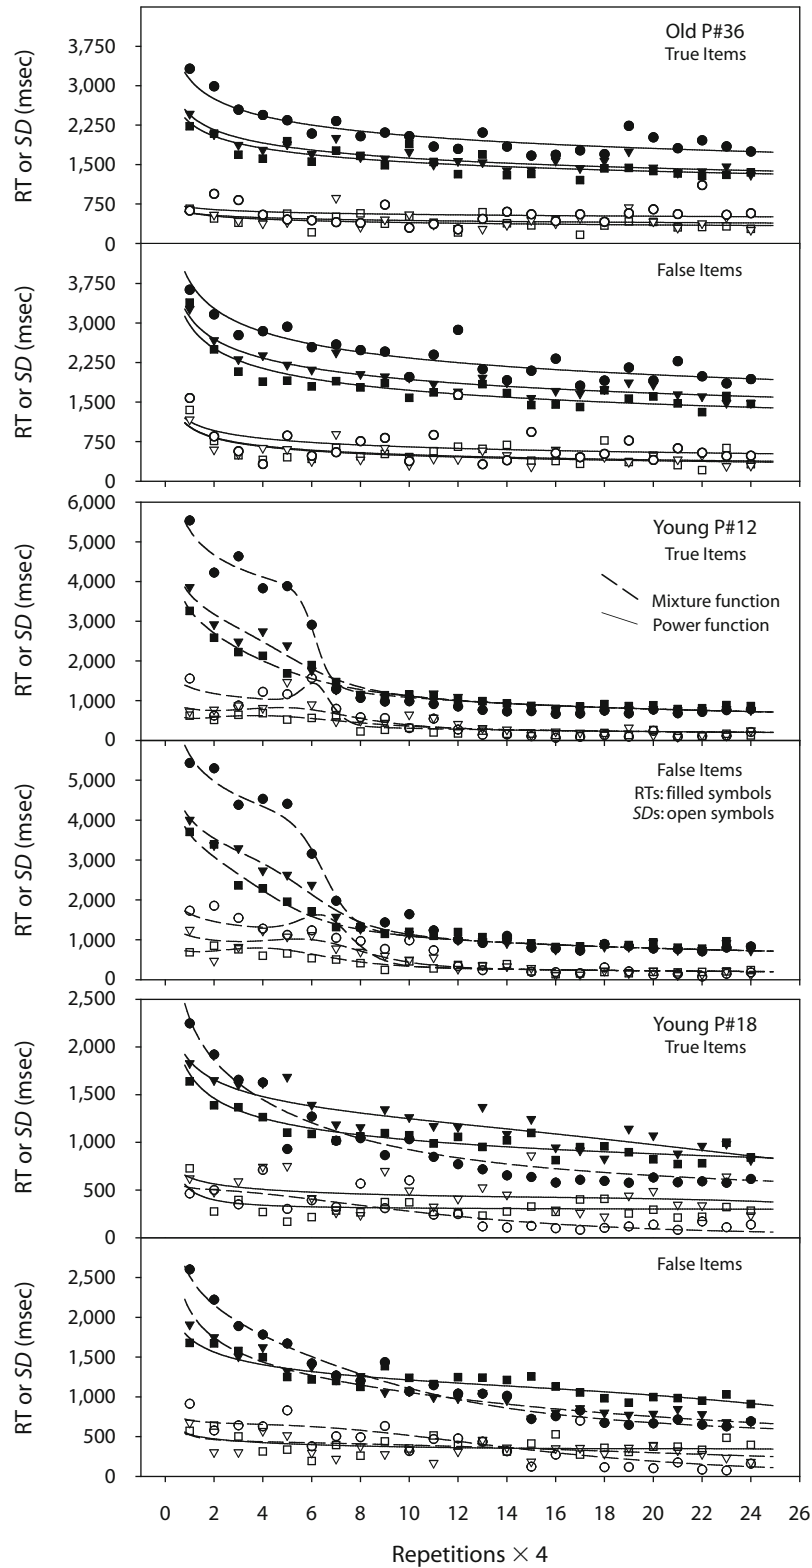 Old P#36
True Items
3,750
3,000
2,250
1,500
750
0
RT or SD (msec)
False Items
3,750
3,000
2,250
1,500
750
0
RT or SD (msec)
Young P#12
True Items
Mixture function
Power function
6,000
5,000
4,000
3,000
2,000
1,000
0
RT or SD (msec)
False Items
RTs: filled symbols
SDs: open symbols
5,000
4,000
3,000
2,000
1,000
0
RT or SD (msec)
Young P#18
True Items
2,500
2,000
1,500
1,000
500
0
RT or SD (msec)
False Items
2,500
2,000
1,500
1,000
500
0
RT or SD (msec)
0 2 4 6 8 10 12 14 16 18 20 22 24 26
Repetitions × 4